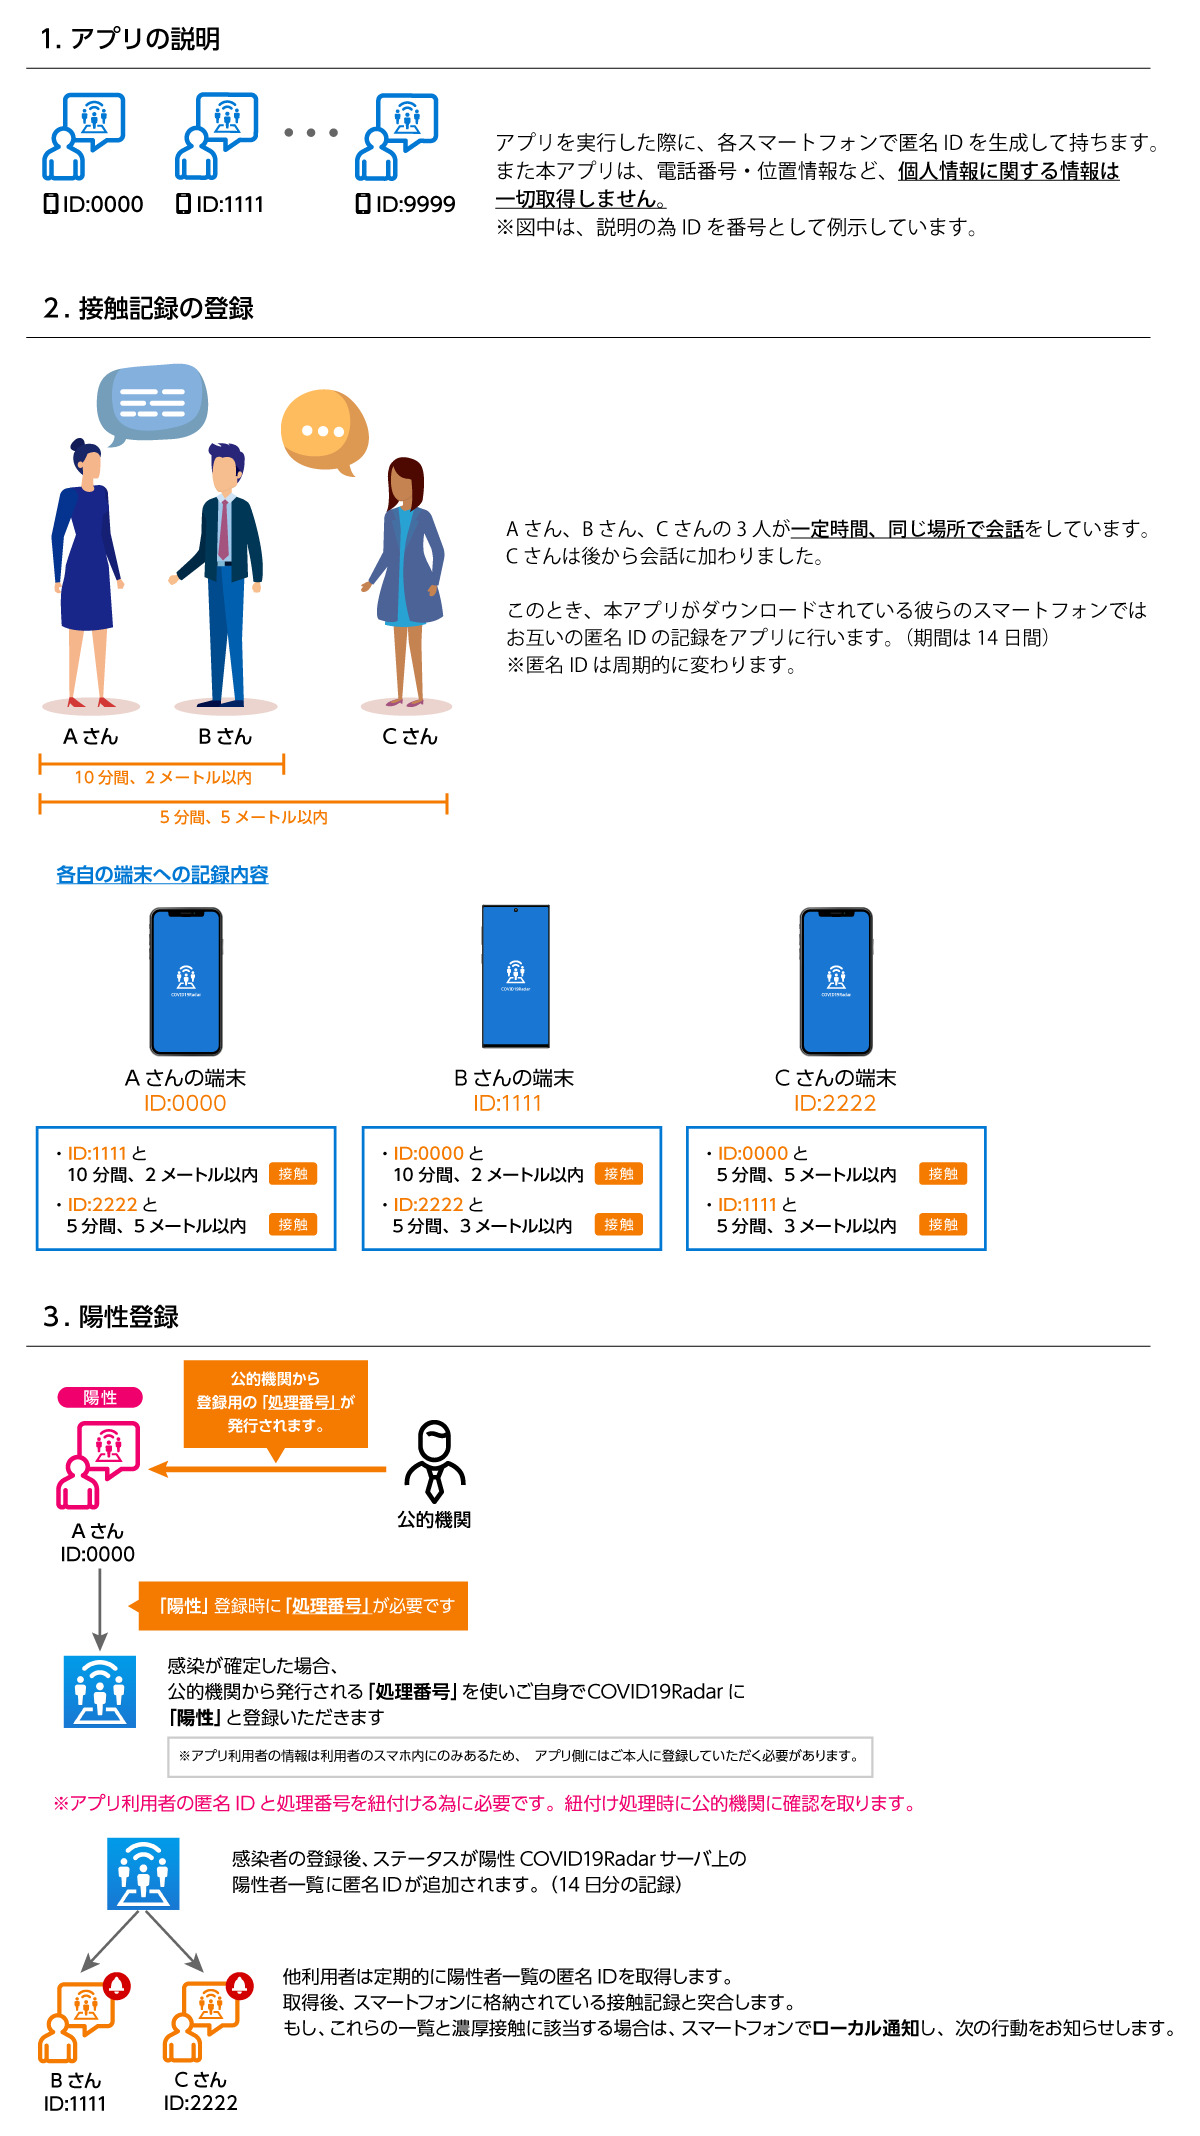 1. アプリの説明
ID:0000
ID:1111
ID:9999
アプリを実行した際に、各スマートフォンで匿名 ID を生成して持ちます。
また本アプリは、電話番号・位置情報など、個人情報に関する情報は
一切取得しません。
※図中は、説明の為 ID を番号として例示しています。
2. 接触記録の登録
A さん、B さん、C さんの 3 人が一定時間、同じ場所で会話をしています。
C さんは後から会話に加わりました。
このとき、本アプリがダウンロードされている彼らのスマートフォンでは
お互いの匿名 ID の記録をアプリに行います。（期間は 14 日間）
※匿名 ID は周期的に変わります。
A さん
B さん
C さん
10 分間、2 メートル以内
5 分間、5 メートル以内
各自の端末への記録内容
COVID19Radar
COVID19Radar
COVID19Radar
A さんの端末
ID:0000
B さんの端末
ID:1111
C さんの端末
ID:2222
・ID:1111 と
10 分間、2 メートル以内 接触
・ID:2222 と
5 分間、5 メートル以内 接触
・ID:0000 と
10 分間、2 メートル以内 接触
・ID:2222 と
5 分間、3 メートル以内 接触
・ID:0000 と
5 分間、5 メートル以内 接触
・ID:1111 と
5 分間、3 メートル以内 接触
3. 陽性登録
陽性
公的機関から
登録用の「処理番号」が
発行されます。
公的機関
A さん
ID:0000
「陽性」登録時に「処理番号」が必要です
感染が確定した場合、
公的機関から発行される「処理番号」を使いご自身でCOVID19Radar に
「陽性」と登録いただきます
※アプリ利用者の情報は利用者のスマホ内にのみあるため、 アプリ側にはご本人に登録していただく必要があります。
※アプリ利用者の匿名 ID と処理番号を紐付ける為に必要です。紐付け処理時に公的機関に確認を取ります。
感染者の登録後、ステータスが陽性 COVID19Radar サーバ上の
陽性者一覧に匿名IDが追加されます。（14 日分の記録）
他利用者は定期的に陽性者一覧の匿名 IDを取得します。
取得後、スマートフォンに格納されている接触記録と突合します。
もし、これらの一覧と濃厚接触に該当する場合は、スマートフォンでローカル通知し、次の行動をお知らせします。
B さん
ID:1111
C さん
ID:2222